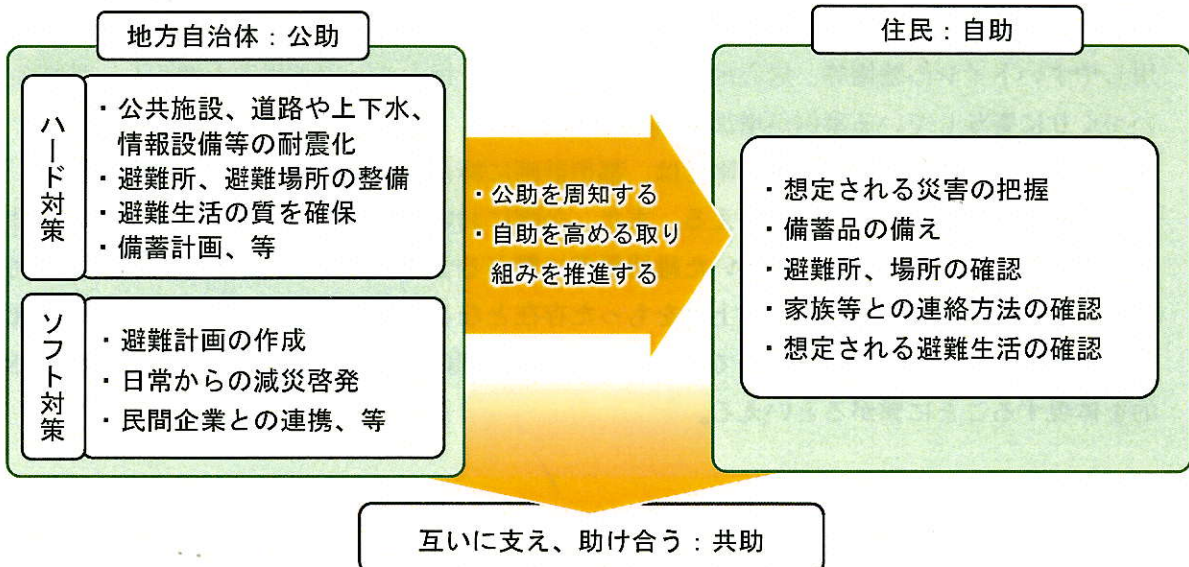 地方自治体：公助
ハード対策
・公共施設、道路や上下水、
情報設備等の耐震化
・避難所、避難場所の整備
・避難生活の質を確保
・備蓄計画、等
ソフト対策
・避難計画の作成
・日常からの減災啓発
・民間企業との連携、等
・公助を周知する
・自助を高める取り
組みを推進する
住民：自助
・想定される災害の把握
・備蓄品の備え
・避難所、場所の確認
・家族等との連絡方法の確認
・想定される避難生活の確認
互いに支え、助け合う：共助